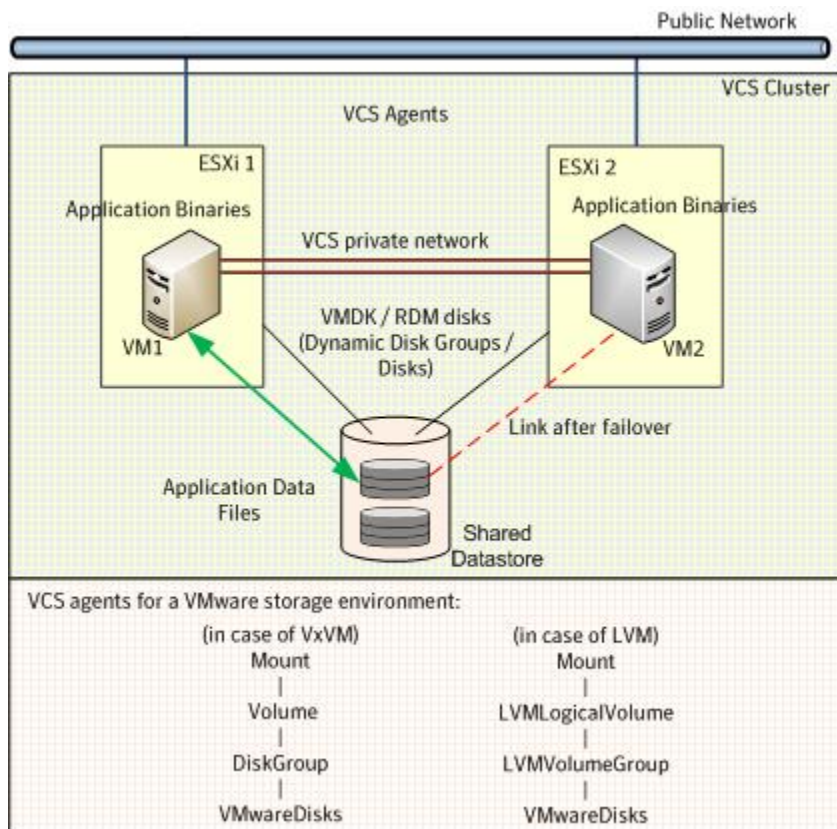 Public Network
VCS Cluster
VCS Agents
ESXi 1
ESXi 2
Application Binaries
Application Binaries
VCS private network
VMDK / RDM disks
(Dynamic Disk Groups /
Disks)
VM1
VM2
Link after failover
Application Data
Files
Shared
Datastore
VCS agents for a VMware storage environment:
(in case of VxVM)
Mount
|
Volume
|
DiskGroup
|
VMwareDisks
(in case of LVM)
Mount
|
LVMLogicalVolume
|
LVMVolumeGroup
|
VMwareDisks